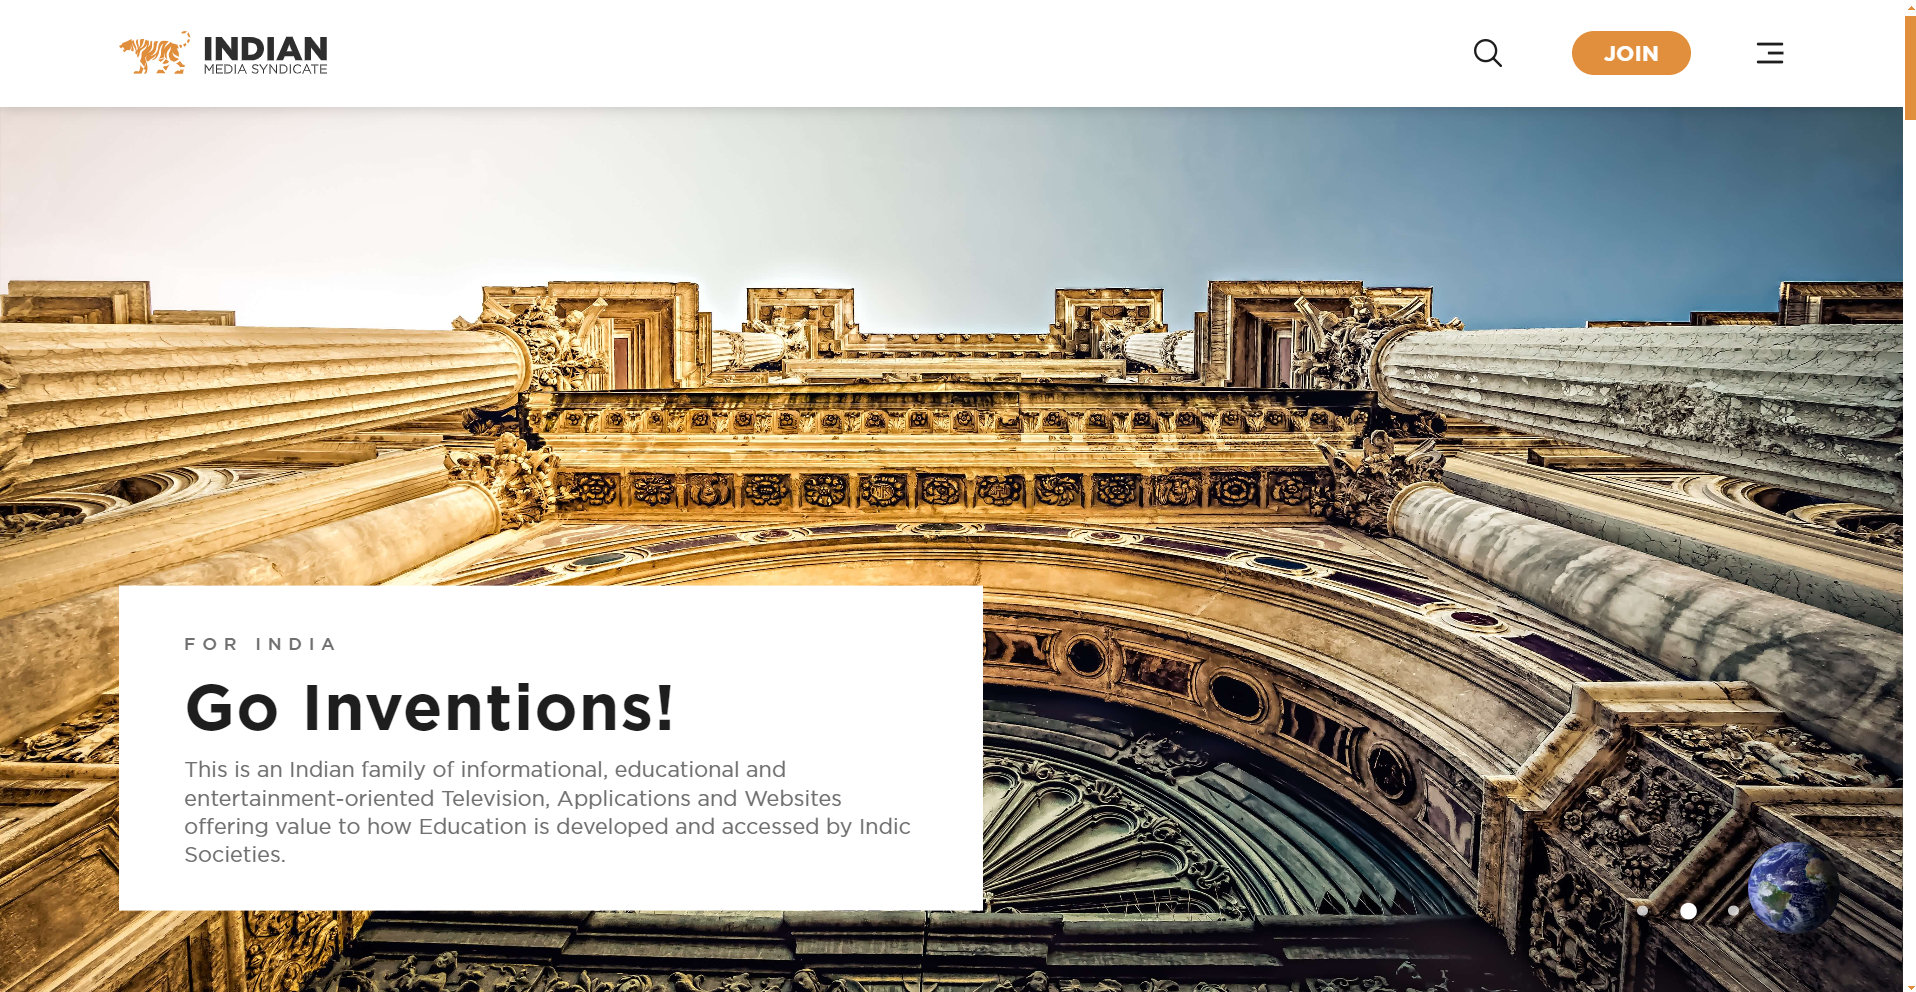 INDIAN
MEDIA SYNDICATE
JOIN
FOR INDIA
Go Inventions!
This is an Indian family of informational, educational and
entertainment-oriented Television, Applications and Websites
offering value to how Education is developed and accessed by Indic
Societies.